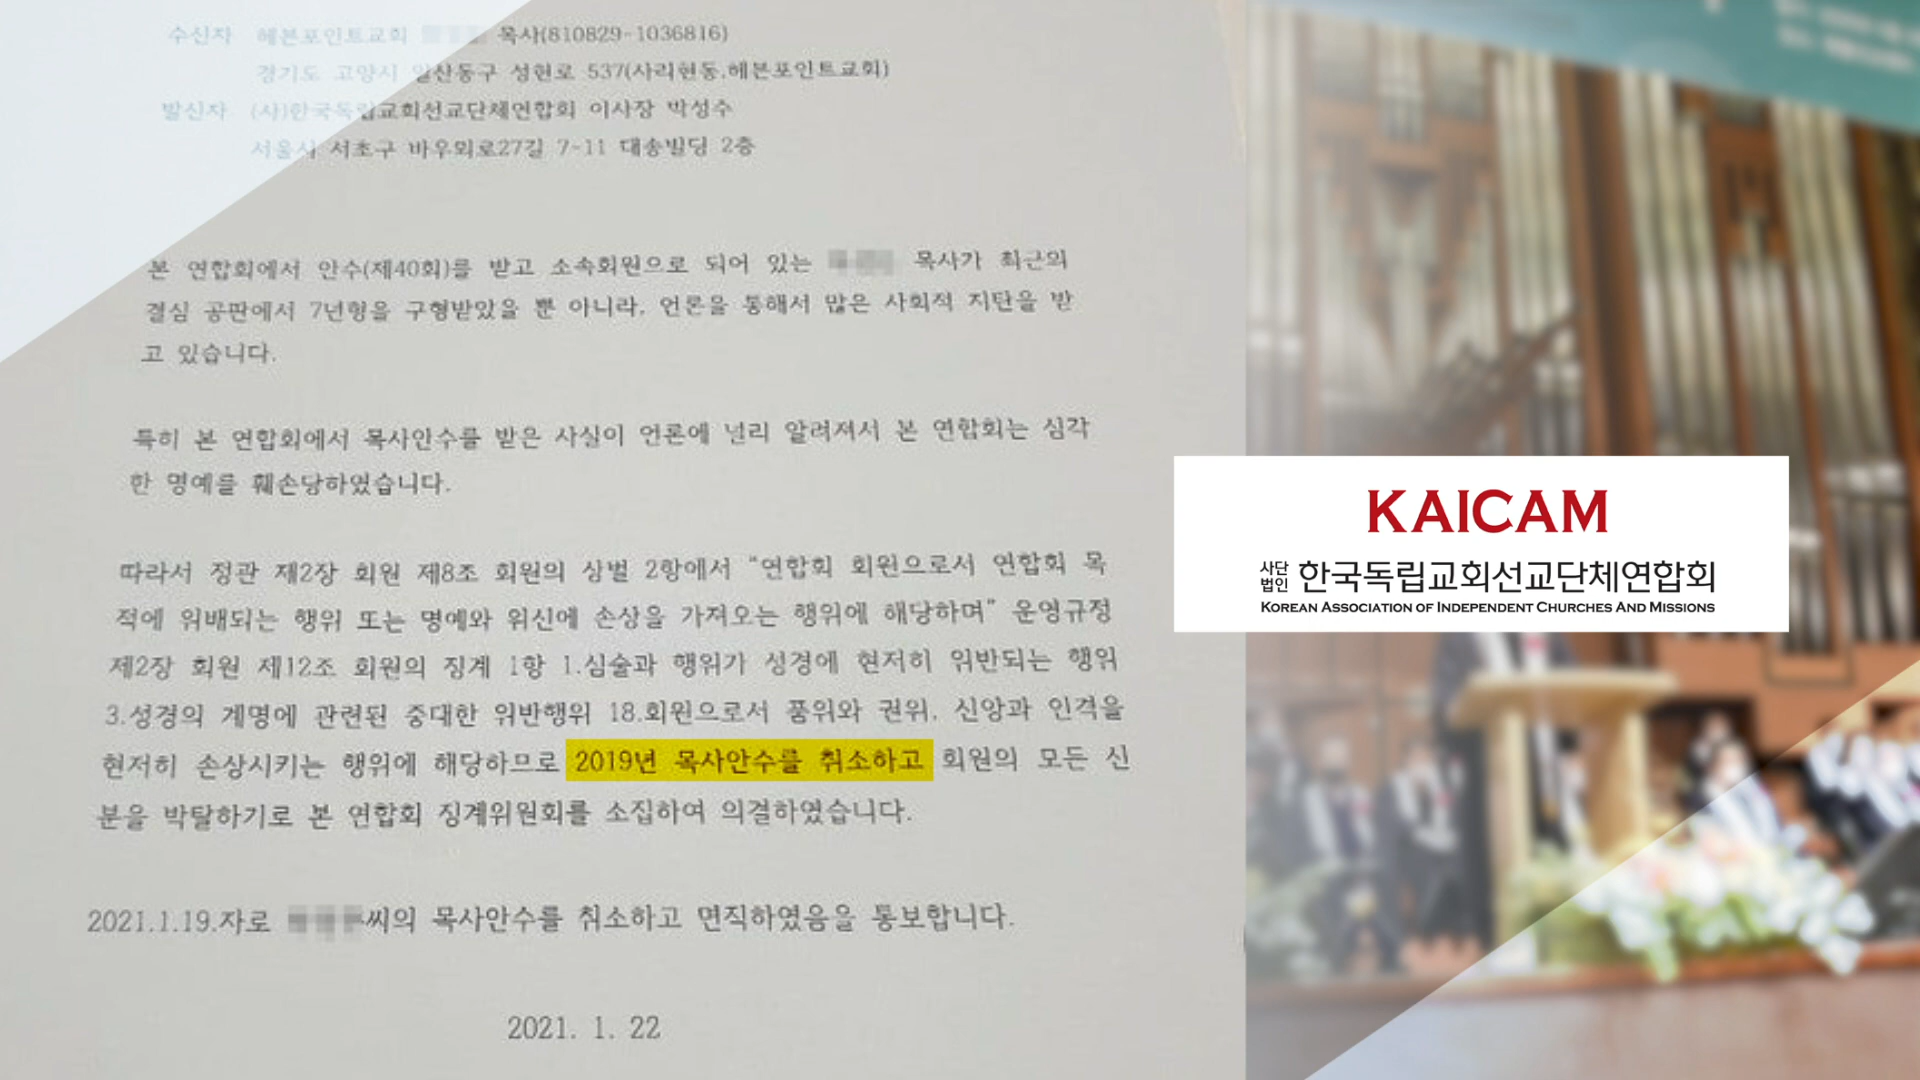 수신자 헤븐포인트교회 목사(810829-1036816)
경기도 고양시 일산동구 성현로 537(사리현동,헤븐포인트교회)
발신자 (사)한국독립교회선교단체연합회 이사장 박성수
서울시 서초구 바우뫼로27길 7-11 대송빌딩 2층
본 연합회에서 안수(제40회)를 받고 소속회원으로 되어 있는 목사가 최근의
결심 공판에서 7년형을 구형받았을 뿐 아니라, 언론을 통해서 많은 사회적 지탄을 받
고 있습니다.
특히 본 연합회에서 목사안수를 받은 사실이 언론에 널리 알려져서 본 연합회는 심각
한 명예를 훼손당하였습니다.
따라서 정관 제2장 회원 제8조 회원의 상벌 2항에서 "연합회 회원으로서 연합회 목
적에 위배되는 행위 또는 명예와 위신에 손상을 가져오는 행위에 해당하며" 운영규정
제2장 회원 제12조 회원의 징계 1항 1.심술과 행위가 성경에 현저히 위반되는 행위
3.성경의 계명에 관련된 중대한 위반행위 18.회원으로서 품위와 권위, 신앙과 인격을
현저히 손상시키는 행위에 해당하므로 2019년 목사안수를 취소하고 회원의 모든 신
분을 박탈하기로 본 연합회 징계위원회를 소집하여 의결하였습니다.
2021.1.19.자로 씨의 목사안수를 취소하고 면직하였음을 통보합니다.
2021. 1. 22
KAICAM
사단법인 한국독립교회선교단체연합회
KOREAN ASSOCIATION OF INDEPENDENT CHURCHES AND MISSIONS